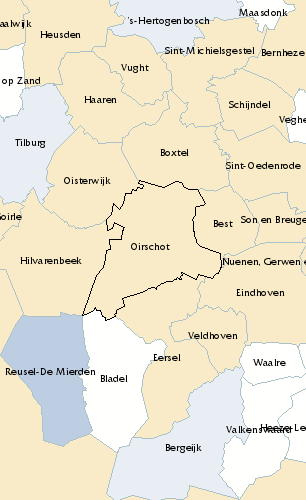 Maasdonk
's-Hertogenbosch
aalwijk
Heusden
Sint-Michielsgestel
Bernheze
Vught
op Zand
Haaren
Schijndel
Veghe
Tilburg
Boxtel
Sint-Oedenrode
Oisterwijk
Goirle
Best
Son en Breuge
Oirschot
Hilvarenbeek
Nuenen, Gerwen e
Eindhoven
Veldhoven
Eersel
Waalre
Reusel-De Mierden
Bladel
Valkenswaard
Heeze-Le
Bergeijk